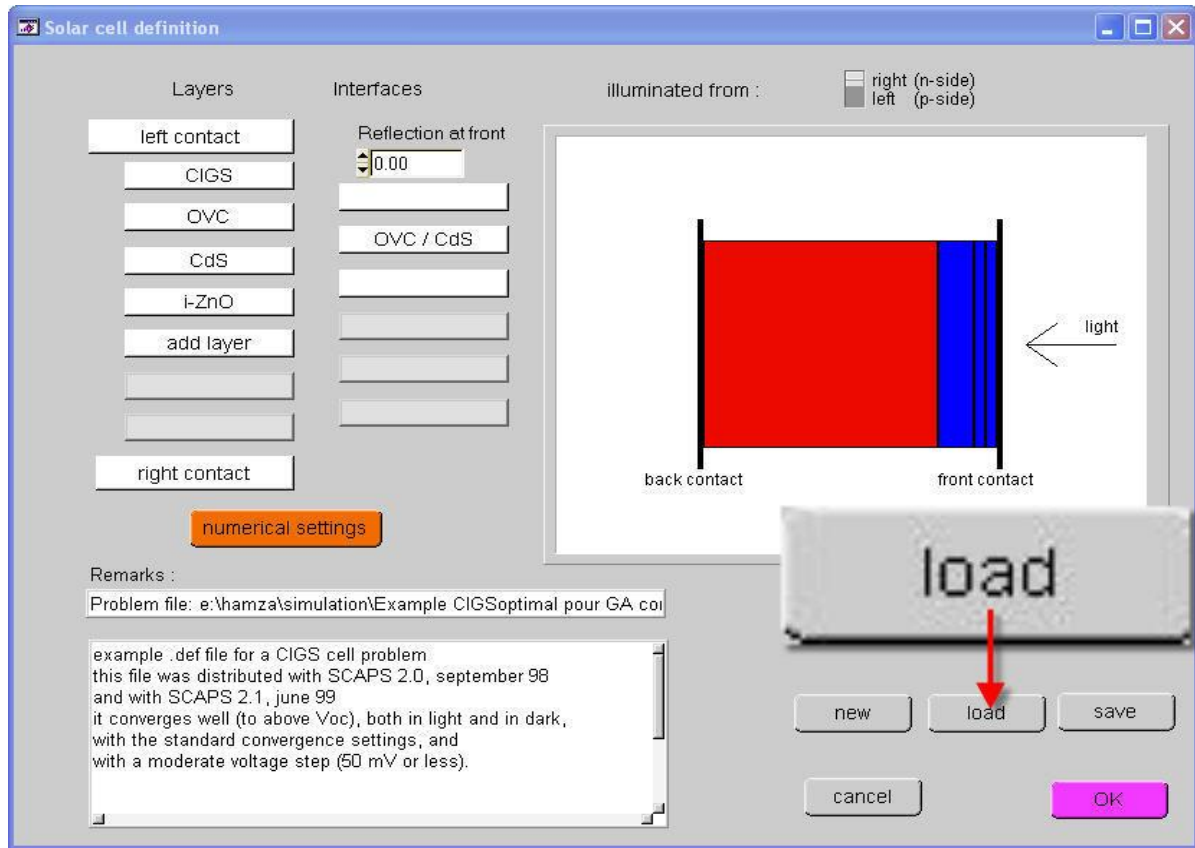 Solar cell definition
Layers
Interfaces
illuminated from :
right (n-side)
left (p-side)
left contact
CIGS
OVC
CdS
i-ZnO
add layer
right contact
Reflection at front
0.00
OVC / CdS
light
back contact
front contact
numerical settings
Remarks :
Problem file: e:\hamza\simulation\Example CIGSoptimal pour GA
example .def file for a CIGS cell problem
this file was distributed with SCAPS 2.0, september 98
and with SCAPS 2.1, june 99
it converges well (to above Voc), both in light and in dark,
with the standard convergence settings, and
with a moderate voltage step (50 mV or less).
load
new
load
save
cancel
OK